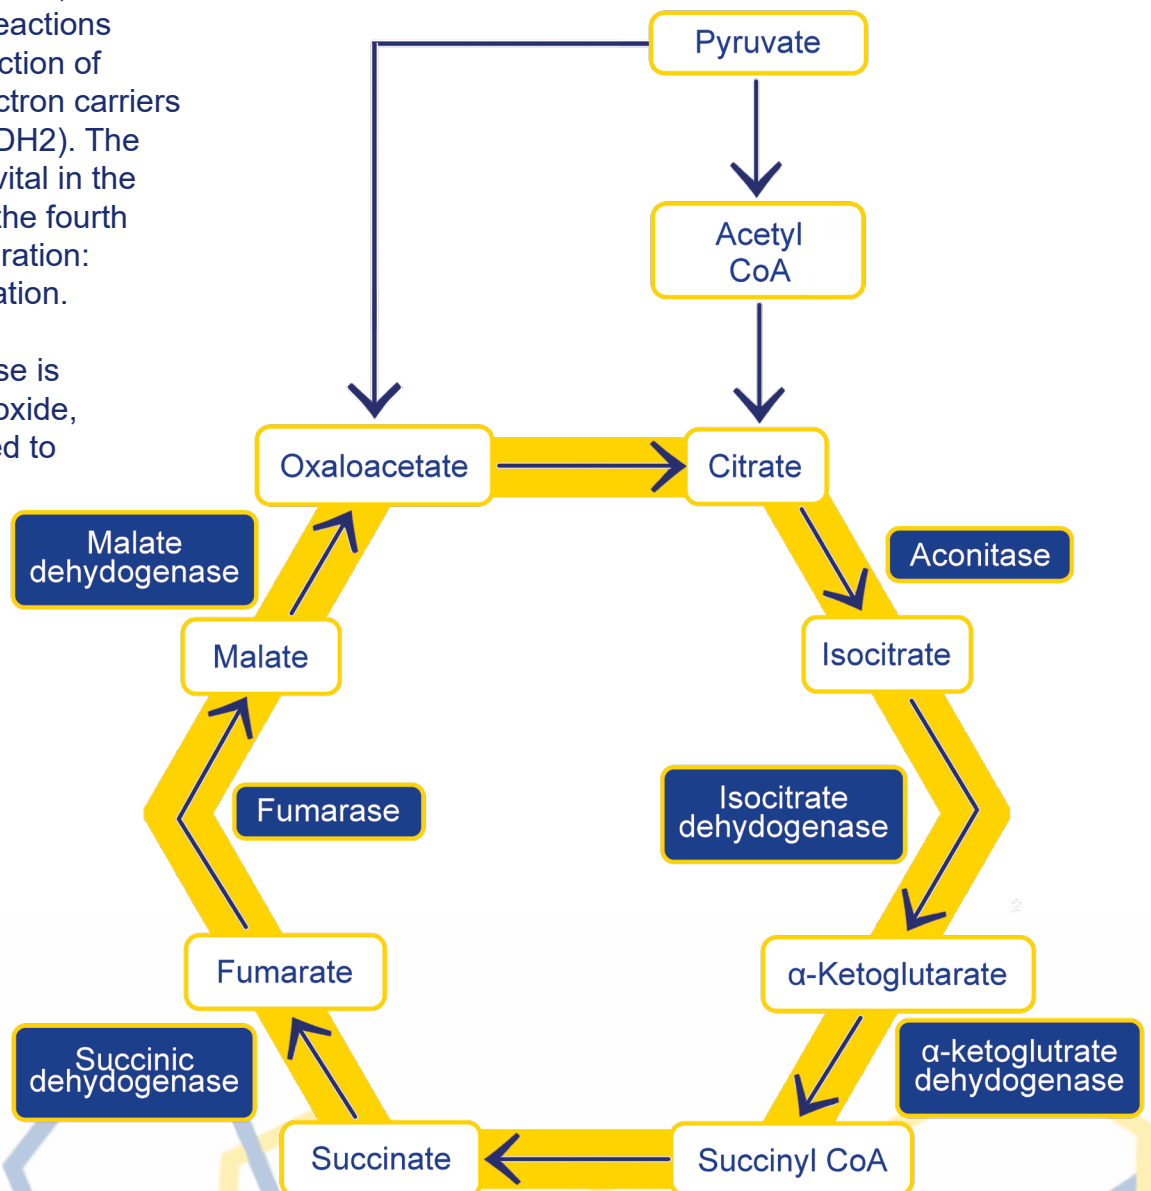 eactions
ction of
ctron carriers
DH2). The
vital in the
the fourth
ration:
ation.
se is
oxide,
ed to
Pyruvate
Acetyl
CoA
Oxaloacetate
Citrate
Malate
dehydogenase
Aconitase
Malate
Isocitrate
Fumarase
Isocitrate
dehydogenase
Fumarate
α-Ketoglutarate
Succinic
dehydogenase
α-ketoglutrate
dehydogenase
Succinate
Succinyl CoA